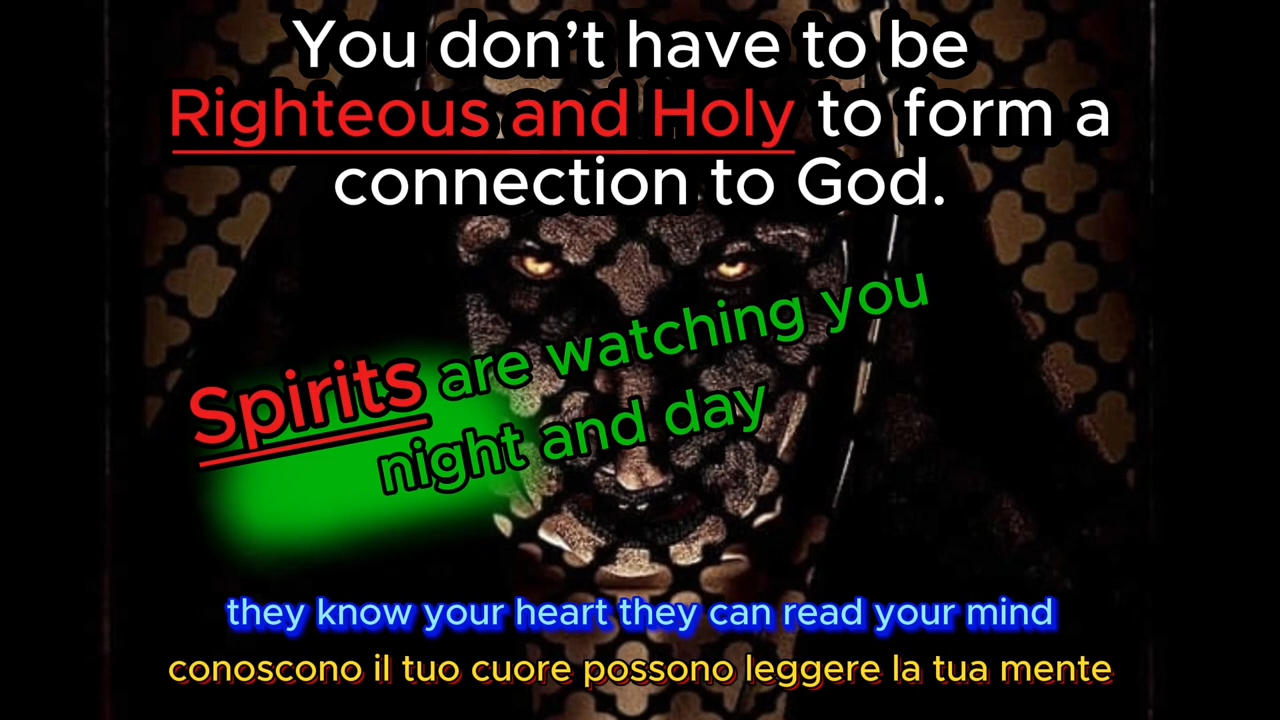 You don’t have to be
Righteous and Holy to form a
connection to God.
Spirits are watching you
night and day
they know your heart they can read your mind
conoscono il tuo cuore possono leggere la tua mente